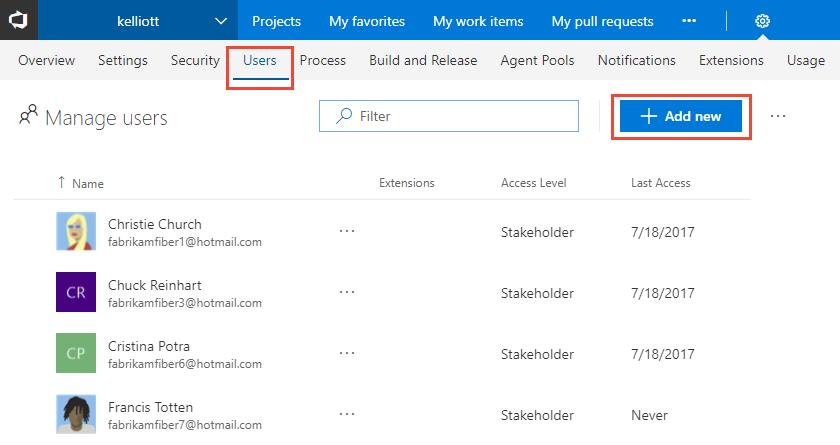 kelliott Projects My favorites My work items My pull requests ...
Overview Settings Security Users Process Build and Release Agent Pools Notifications Extensions Usage
Manage users Filter + Add new ...
↑ Name Extensions Access Level Last Access
Christie Church
fabrikamfiber1@hotmail.com ... Stakeholder 7/18/2017
CR Chuck Reinhart
fabrikamfiber3@hotmail.com ... Stakeholder 7/18/2017
CP Cristina Potra
fabrikamfiber6@hotmail.com ... Stakeholder 7/18/2017
Francis Totten
fabrikamfiber7@hotmail.com ... Stakeholder Never